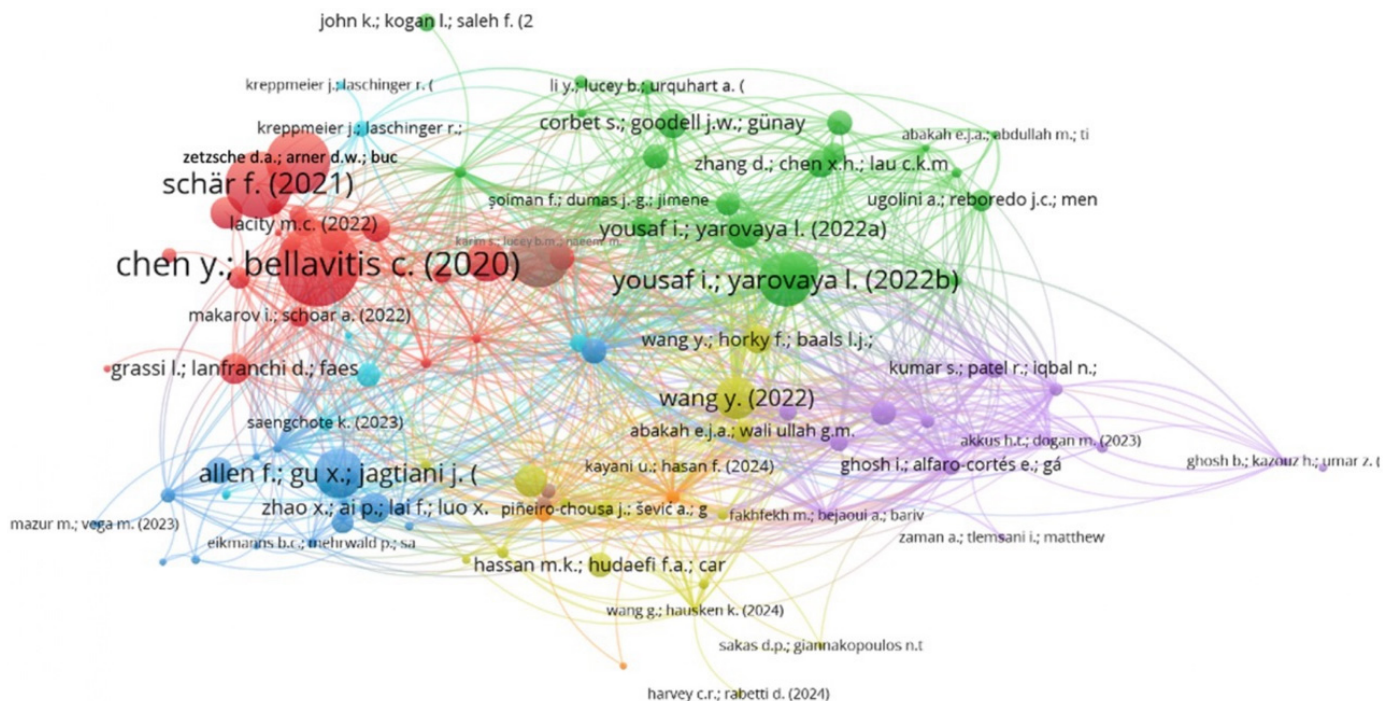 john k.; kogan l.; saleh f. (2
kreppmeier j.; laschinger r. (
li y.; lucey b.; urquhart a. (
kreppmeier j.; laschinger r.;
corbet s.; goodell j.w.; günay
abakah e.j.a.; abdullah m.; ti
zetzsche d.a.; arner d.w.; buc
zhang d.; chen x.h.; lau c.k.m
schär f. (2021)
şoiman f.; dumas j.-g.; jimene
ugolini a.; reboredo j.c.; men
lacity m.c. (2022)
yousaf i.; yarovaya l. (2022a)
karim s.; lucey b.m.; naeem m.
chen y.; bellavitis c. (2020)
yousaf i.; yarovaya l. (2022b)
makarov i.; schoar a. (2022)
wang y.; horky f.; baals l.j.;
grassi l.; lanfranchi d.; faes
kumar s.; patel r.; iqbal n.;
wang y. (2022)
saengchote k. (2023)
abakah e.j.a.; wali ullah g.m.
akkus h.t.; dogan m. (2023)
allen f.; gu x.; jagtiani j. (
kayani u.; hasan f. (2024)
ghosh i.; alfaro-cortés e.; gá
ghosh b.; kazouz h.; umar z. (
zhao x.; ai p.; lai f.; luo x.
piñeiro-chousa j.; šević a.; g
fakhfekh m.; bejaoui a.; bariv
mazur m.; vega m. (2023)
eikmanns b.c.; mehrwald p.; sa
zaman a.; tlemsani i.; matthew
hassan m.k.; hudaefi f.a.; car
wang g.; hausken k. (2024)
sakas d.p.; giannakopoulos n.t
harvey c.r.; rabetti d. (2024)